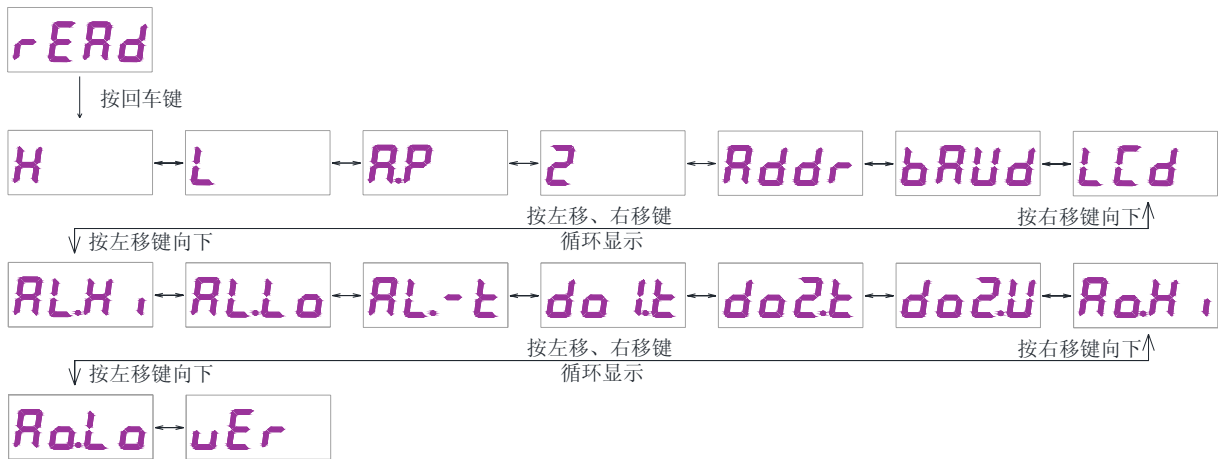 rEAd
按回车键
H L A.P 2 Addr bAUd LCd
按左移、右移键 按右移键向下
按左移键向下 循环显示
AL.Hi AL.Lo AL.-t do1.t do2.t do2.U Ao.Hi
按左移、右移键 按右移键向下
按左移键向下 循环显示
Ao.Lo vEr